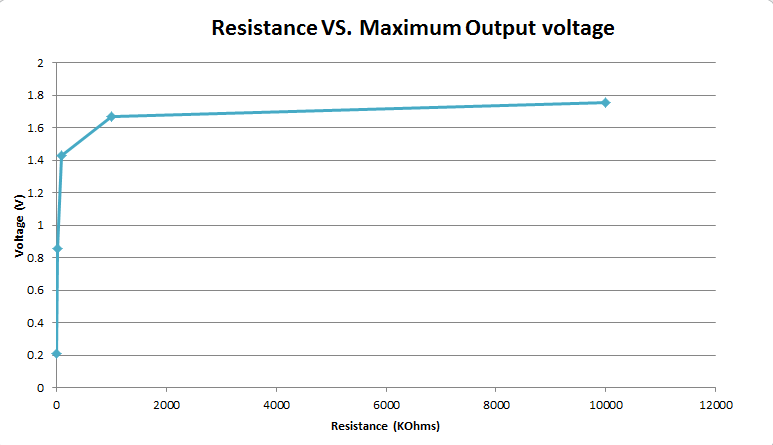 Resistance VS. Maximum Output voltage
2
1.8
1.6
1.4
1.2
1
0.8
0.6
0.4
0.2
0
Voltage (V)
0 2000 4000 6000 8000 10000 12000
Resistance (KOhms)